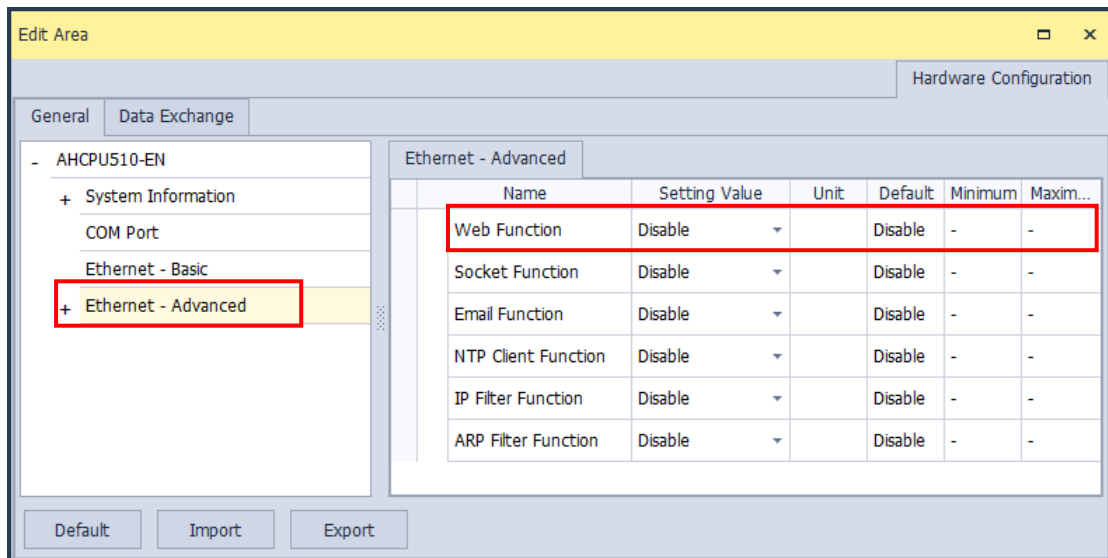 Edit Area
Hardware Configuration
General Data Exchange
- AHCPU510-EN
+ System Information
COM Port
Ethernet - Basic
+ Ethernet - Advanced
Ethernet - Advanced
Name Setting Value Unit Default Minimum Maxim...
Web Function Disable Disable - -
Socket Function Disable Disable - -
Email Function Disable Disable - -
NTP Client Function Disable Disable - -
IP Filter Function Disable Disable - -
ARP Filter Function Disable Disable - -
Default Import Export